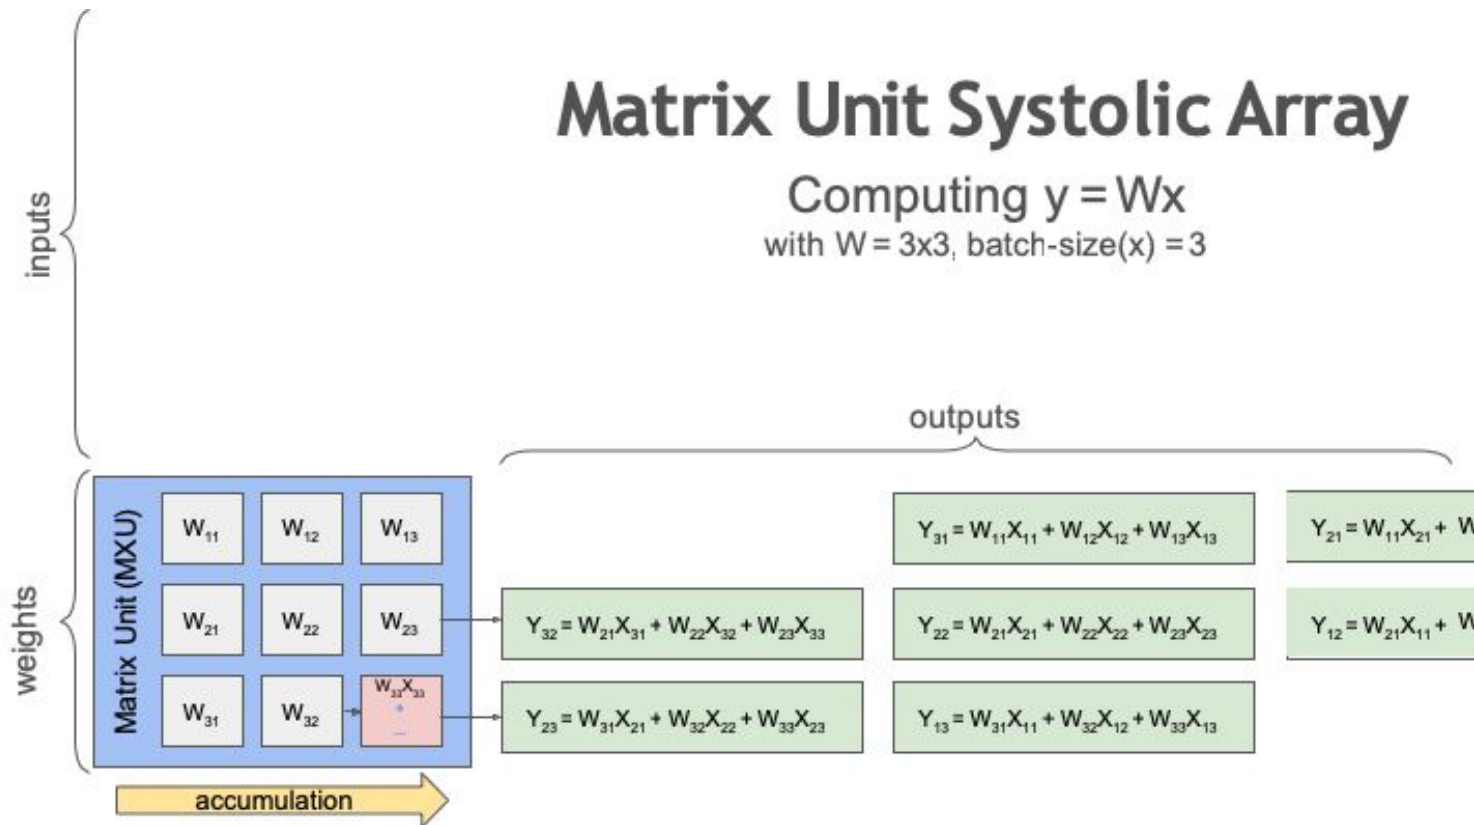 Matrix Unit Systolic Array
Computing y = Wx
with W = 3x3, batch-size(x) = 3
inputs
outputs
weights
Matrix Unit (MXU)
W₁₁ W₁₂ W₁₃
Y₃₁ = W₁₁X₁₁ + W₁₂X₁₂ + W₁₃X₁₃
Y₂₁ = W₁₁X₂₁ + W
W₂₁ W₂₂ W₂₃
Y₃₂ = W₂₁X₃₁ + W₂₂X₃₂ + W₂₃X₃₃
Y₂₂ = W₂₁X₂₁ + W₂₂X₂₂ + W₂₃X₂₃
Y₁₂ = W₂₁X₁₁ + W
W₃₁ W₃₂
W₃₃X₃₃
+
...
Y₂₃ = W₃₁X₂₁ + W₃₂X₂₂ + W₃₃X₂₃
Y₁₃ = W₃₁X₁₁ + W₃₂X₁₂ + W₃₃X₁₃
accumulation